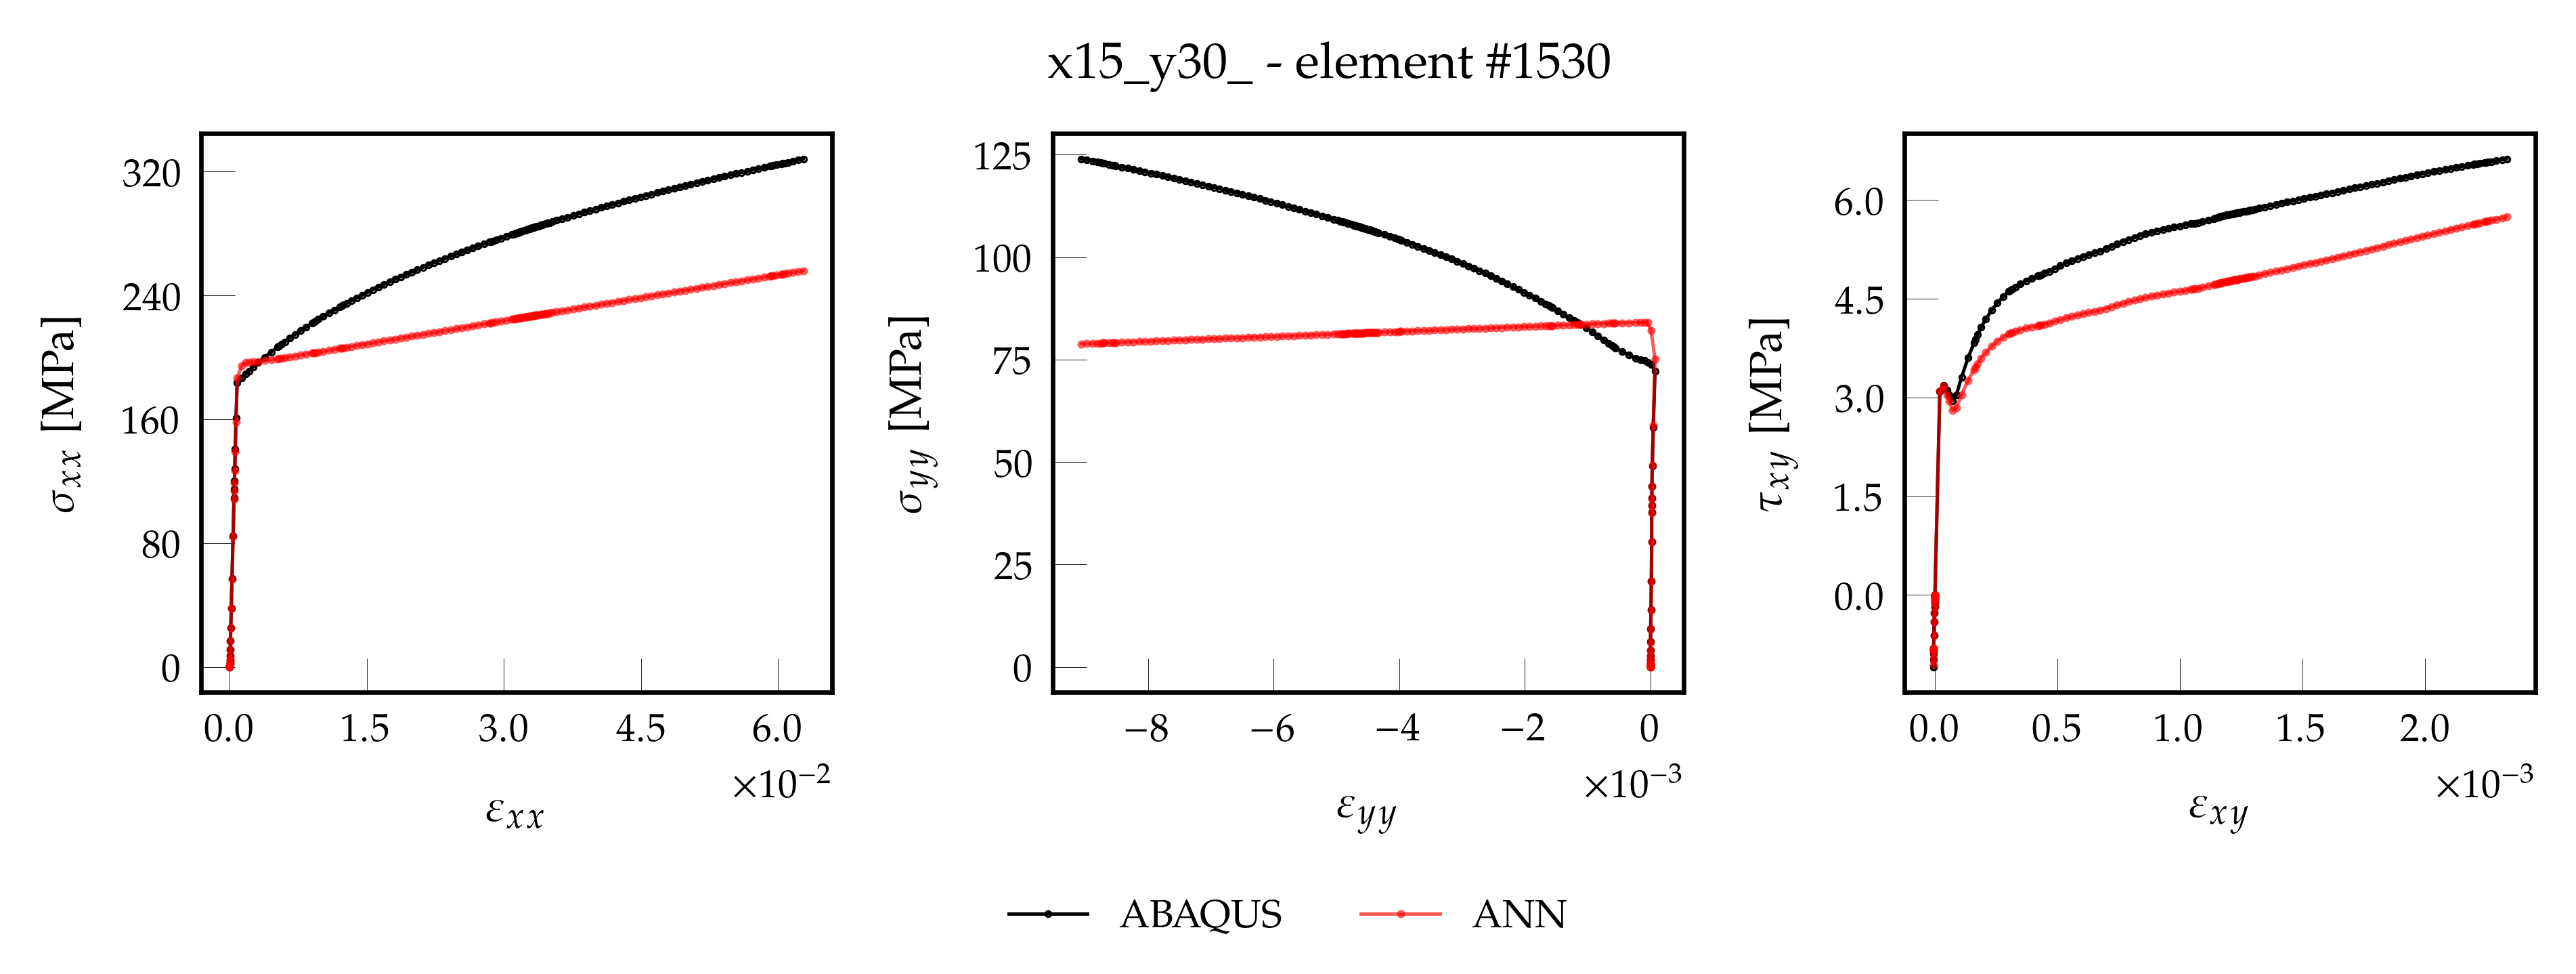 x15_y30_ - element #1530
σxx [MPa]
320
240
160
80
0
0.0 1.5 3.0 4.5 6.0
×10−2
εxx
σyy [MPa]
125
100
75
50
25
0
−8 −6 −4 −2 0
×10−3
εyy
τxy [MPa]
6.0
4.5
3.0
1.5
0.0
0.0 0.5 1.0 1.5 2.0
×10−3
εxy
ABAQUS ANN